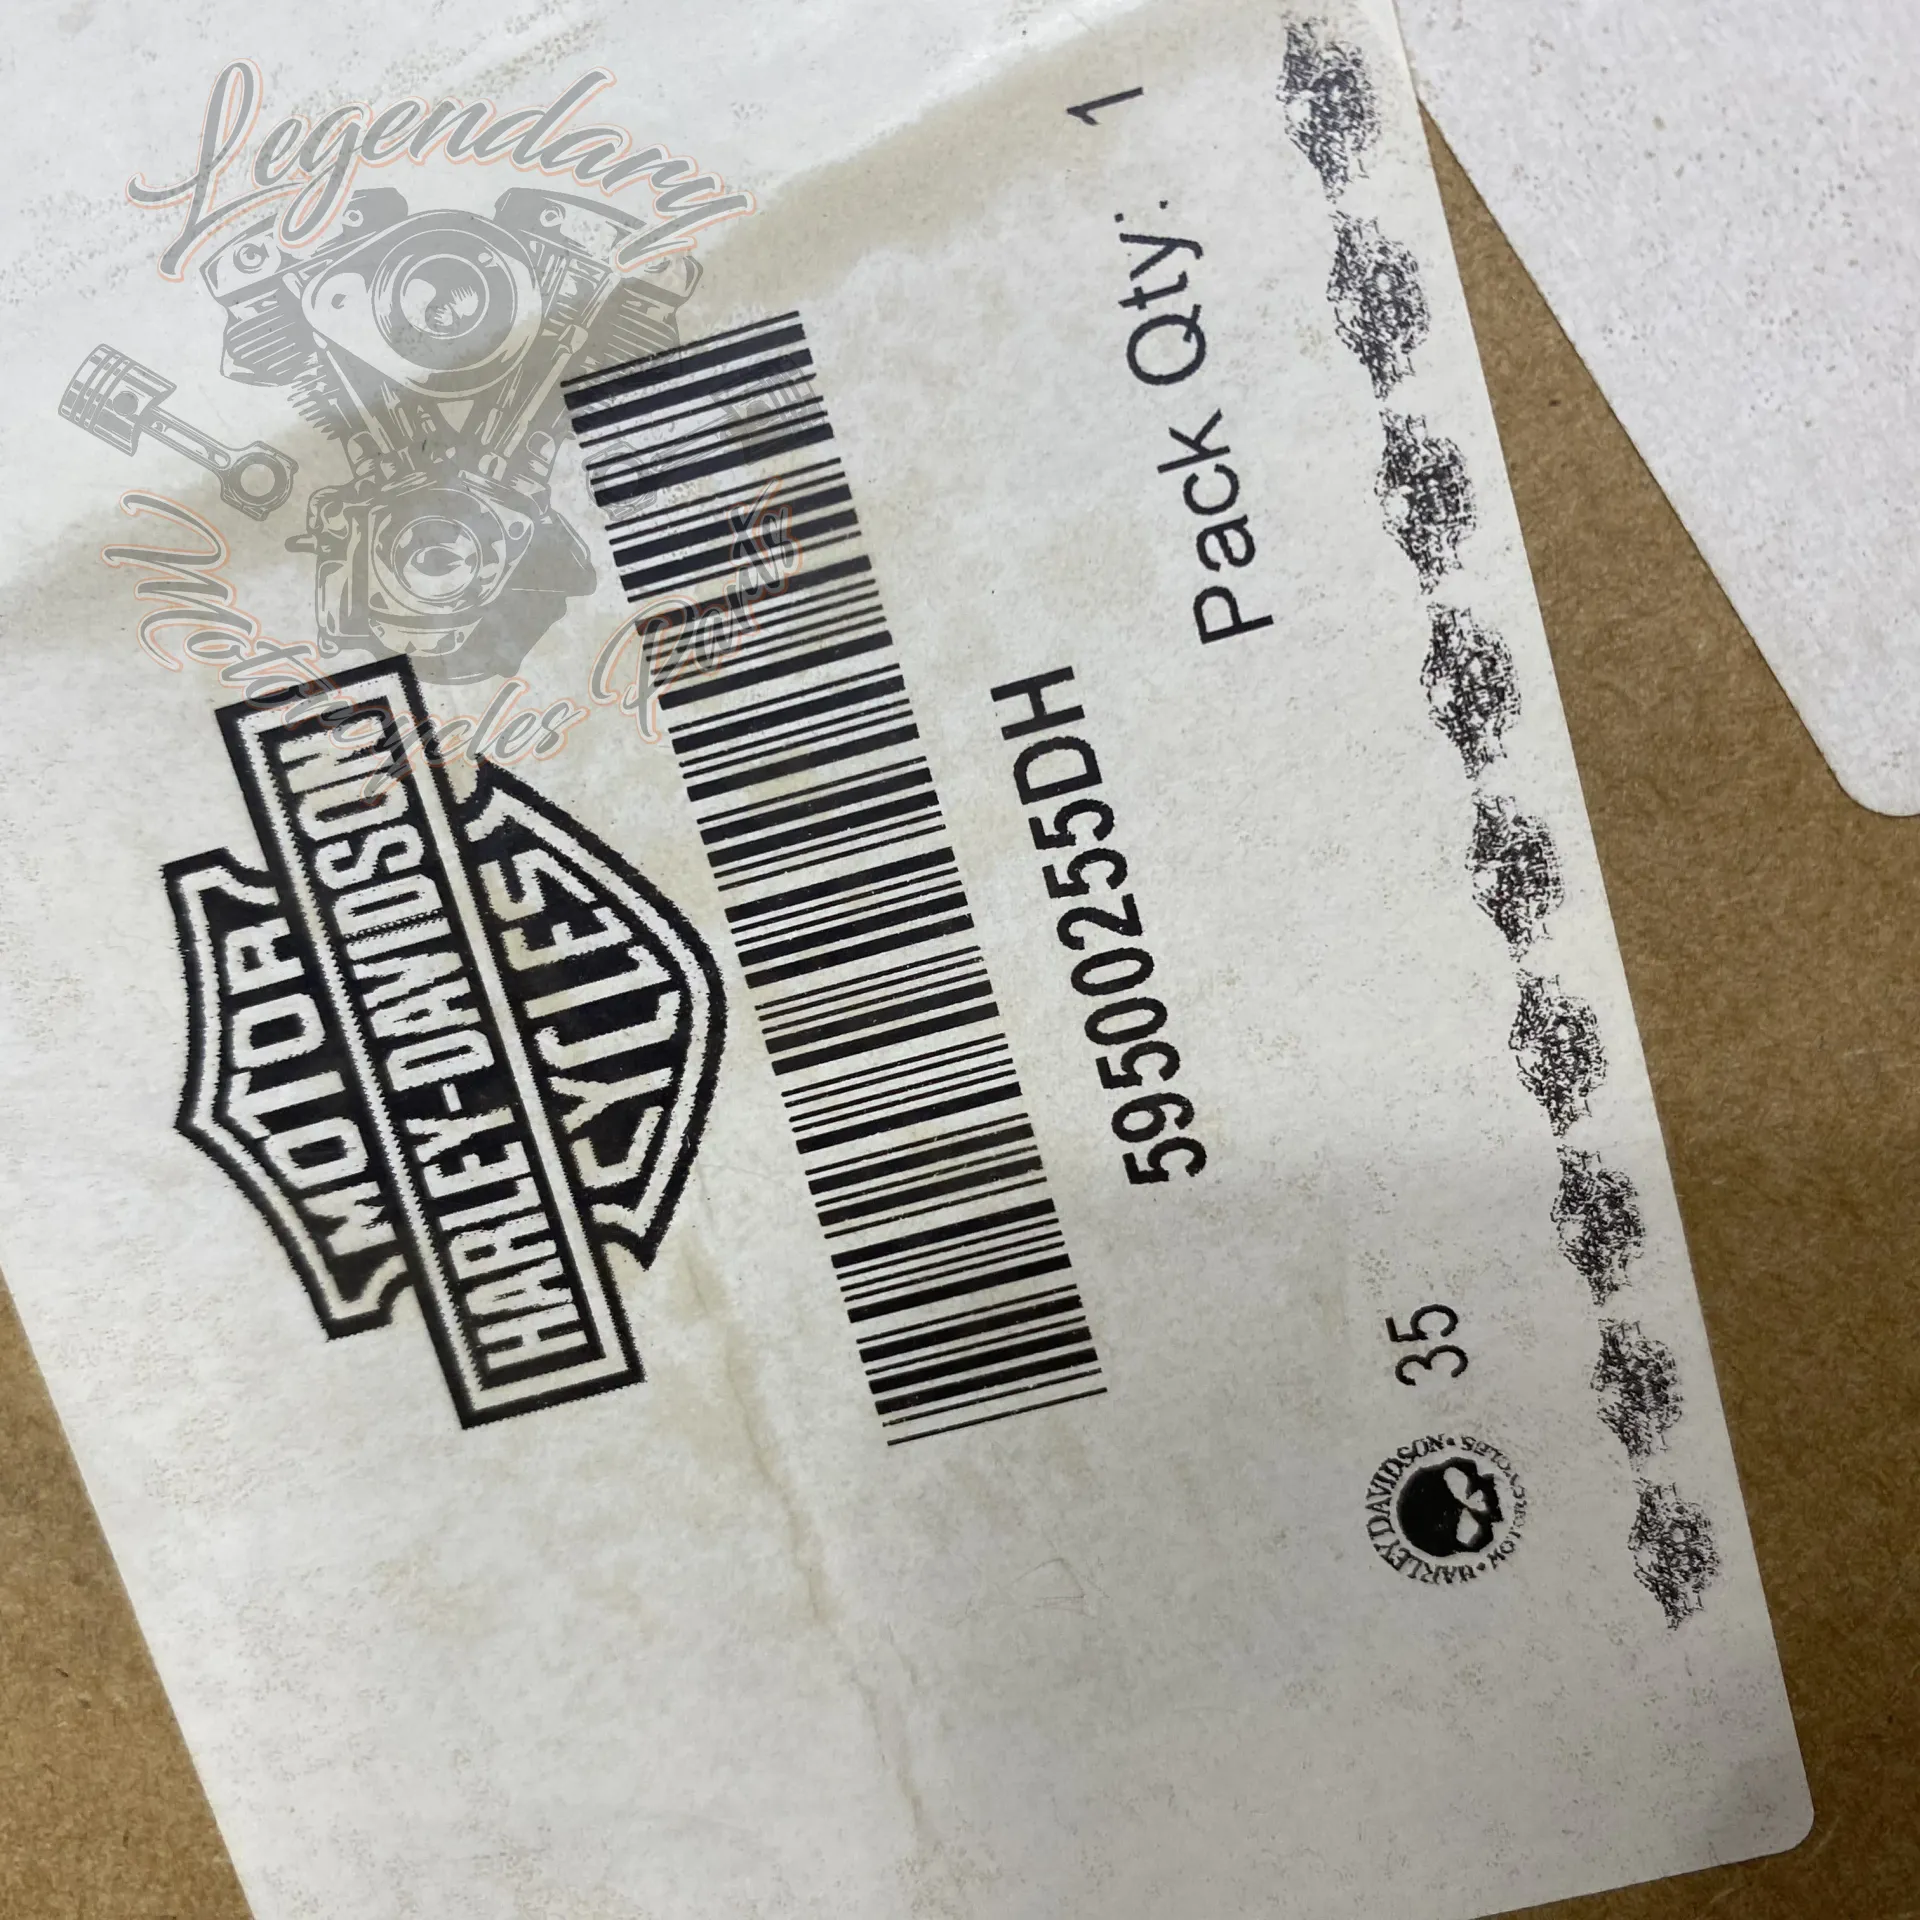 Legendary
Motorcycles Parts
MOTOR
HARLEY-DAVIDSON
CYCLES
59500255DH
Pack Qty: 1
35
HARLEY DAVIDSON • MOTORCYCLES •